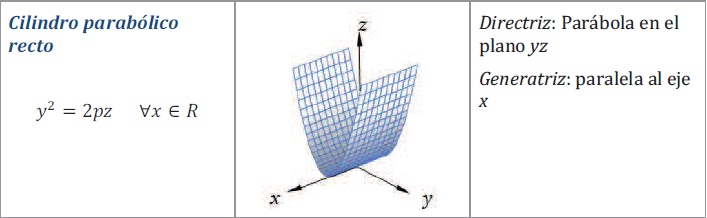 Cilindro parabólico
recto
y² = 2pz ∀x ∈ R
z
x
y
Directriz: Parábola en el
plano yz
Generatriz: paralela al eje
x